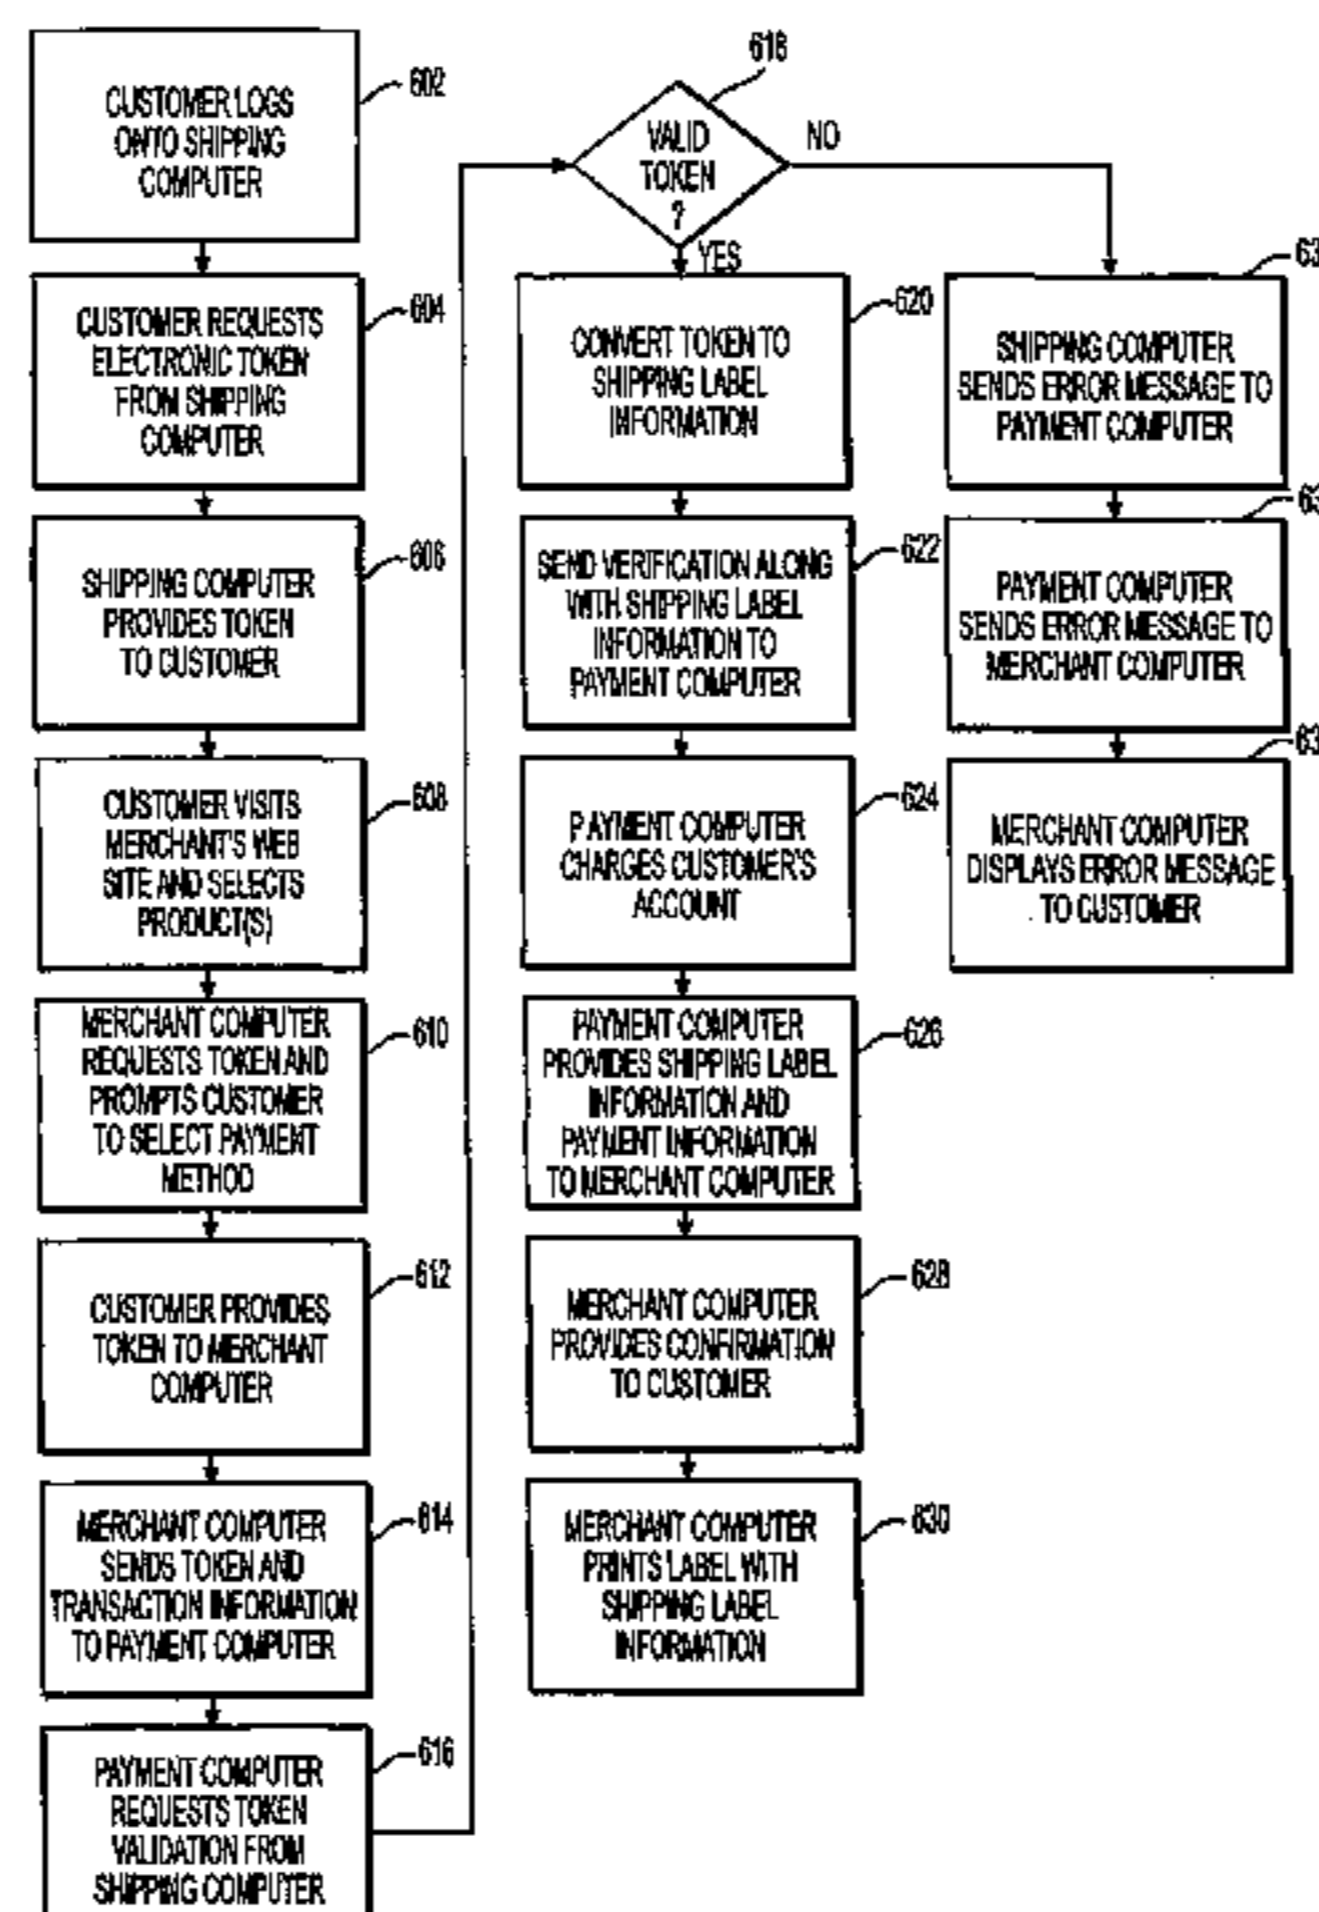 CUSTOMER LOGS
ONTO SHIPPING
COMPUTER
602
CUSTOMER REQUESTS
ELECTRONIC TOKEN
FROM SHIPPING
COMPUTER
604
SHIPPING COMPUTER
PROVIDES TOKEN
TO CUSTOMER
606
CUSTOMER VISITS
MERCHANT'S WEB
SITE AND SELECTS
PRODUCT(S)
608
MERCHANT COMPUTER
REQUESTS TOKEN AND
PROMPTS CUSTOMER
TO SELECT PAYMENT
METHOD
610
CUSTOMER PROVIDES
TOKEN TO MERCHANT
COMPUTER
612
MERCHANT COMPUTER
SENDS TOKEN AND
TRANSACTION INFORMATION
TO PAYMENT COMPUTER
614
PAYMENT COMPUTER
REQUESTS TOKEN
VALIDATION FROM
SHIPPING COMPUTER
616
618
VALID
TOKEN
?
NO
YES
CONVERT TOKEN TO
SHIPPING LABEL
INFORMATION
620
SEND VERIFICATION ALONG
WITH SHIPPING LABEL
INFORMATION TO
PAYMENT COMPUTER
622
PAYMENT COMPUTER
CHARGES CUSTOMER'S
ACCOUNT
624
PAYMENT COMPUTER
PROVIDES SHIPPING LABEL
INFORMATION AND
PAYMENT INFORMATION
TO MERCHANT COMPUTER
626
MERCHANT COMPUTER
PROVIDES CONFIRMATION
TO CUSTOMER
628
MERCHANT COMPUTER
PRINTS LABEL WITH
SHIPPING LABEL
INFORMATION
630
SHIPPING COMPUTER
SENDS ERROR MESSAGE TO
PAYMENT COMPUTER
PAYMENT COMPUTER
SENDS ERROR MESSAGE TO
MERCHANT COMPUTER
MERCHANT COMPUTER
DISPLAYS ERROR MESSAGE
TO CUSTOMER